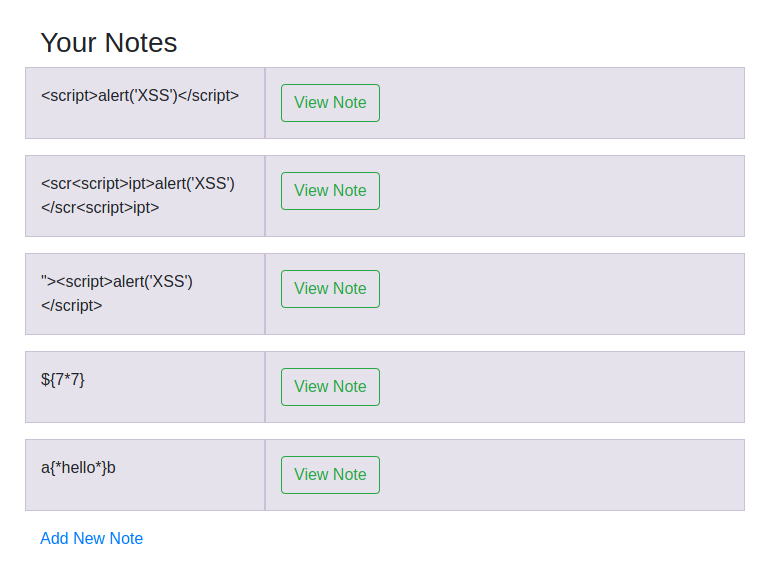 Your Notes
<script>alert('XSS')</script>
View Note
<scr<script>ipt>alert('XSS')
</scr<script>ipt>
View Note
"><script>alert('XSS')
</script>
View Note
${7*7}
View Note
a{*hello*}b
View Note
Add New Note